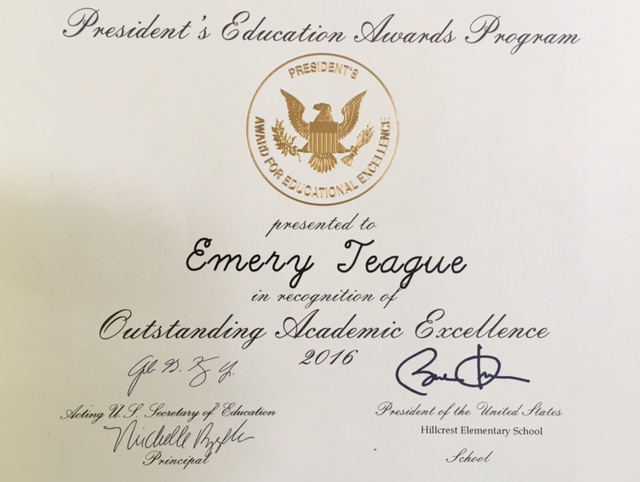 President's Education Awards Program
PRESIDENT'S
AWARD FOR EDUCATIONAL EXCELLENCE
presented to
Emery Teague
in recognition of
Outstanding Academic Excellence
2016
Acting U.S. Secretary of Education
President of the United States
Hillcrest Elementary School
Michelle
Principal
School